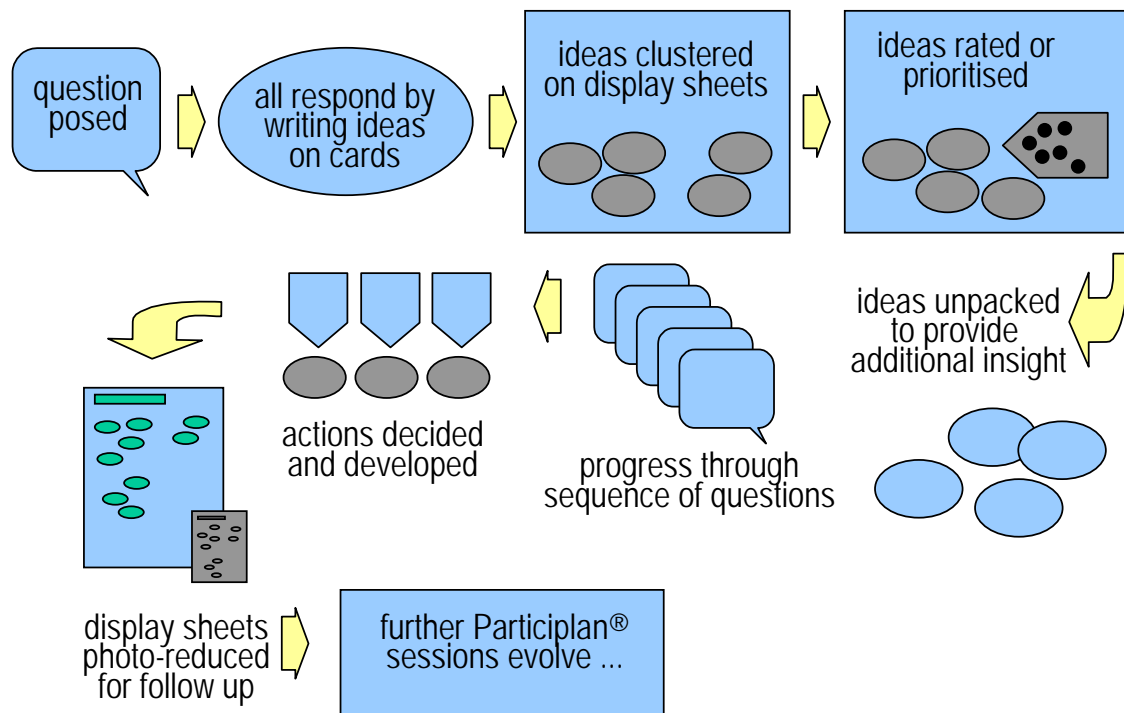 question
posed
all respond by
writing ideas
on cards
ideas clustered
on display sheets
ideas rated or
prioritised
ideas unpacked
to provide
additional insight
progress through
sequence of questions
actions decided
and developed
display sheets
photo-reduced
for follow up
further Participlan®
sessions evolve ...